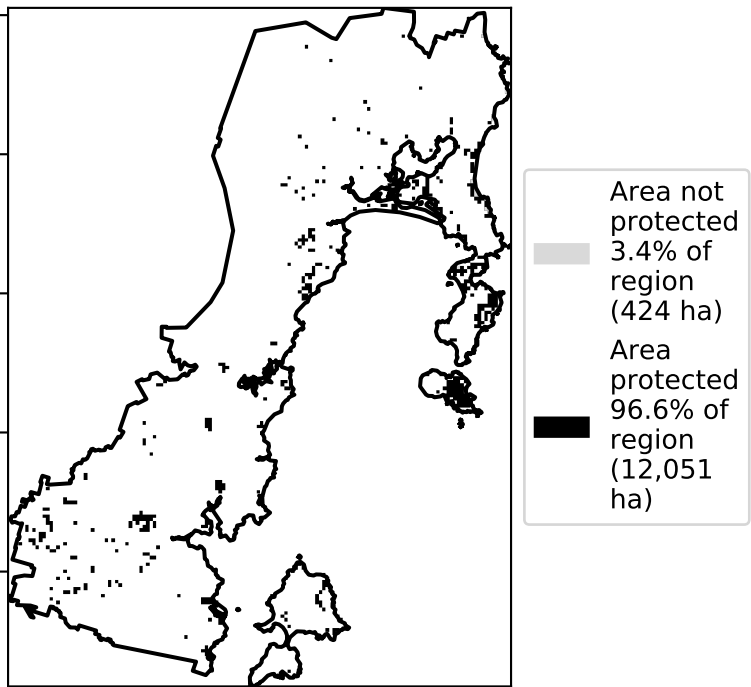 Area not
protected
3.4% of
region
(424 ha)
Area
protected
96.6% of
region
(12,051
ha)